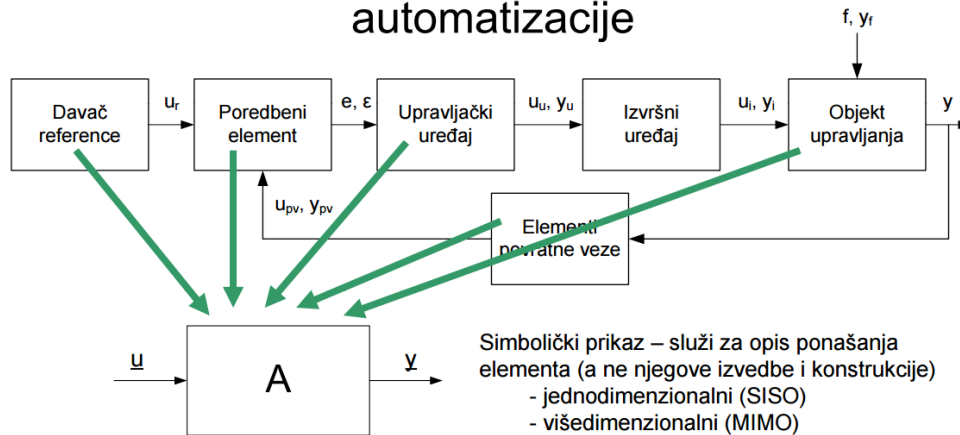 automatizacije
f, y_f
Davač
reference
u_r
Poredbeni
element
e, ε
Upravljački
uređaj
u_u, y_u
Izvršni
uređaj
u_i, y_i
Objekt
upravljanja
y
u_pv, y_pv
Elementi
povratne veze
u
A
y
Simbolički prikaz – služi za opis ponašanja
elementa (a ne njegove izvedbe i konstrukcije)
- jednodimenzionalni (SISO)
- višedimenzionalni (MIMO)